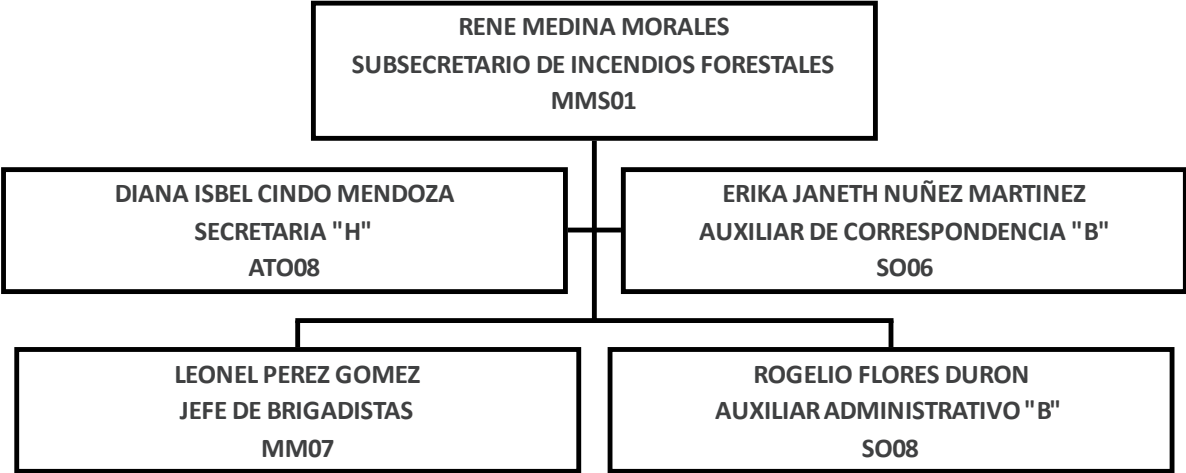 RENE MEDINA MORALES
SUBSECRETARIO DE INCENDIOS FORESTALES
MMS01
DIANA ISBEL CINDO MENDOZA
SECRETARIA "H"
ATO08
ERIKA JANETH NUÑEZ MARTINEZ
AUXILIAR DE CORRESPONDENCIA "B"
SO06
LEONEL PEREZ GOMEZ
JEFE DE BRIGADISTAS
MM07
ROGELIO FLORES DURON
AUXILIAR ADMINISTRATIVO "B"
SO08